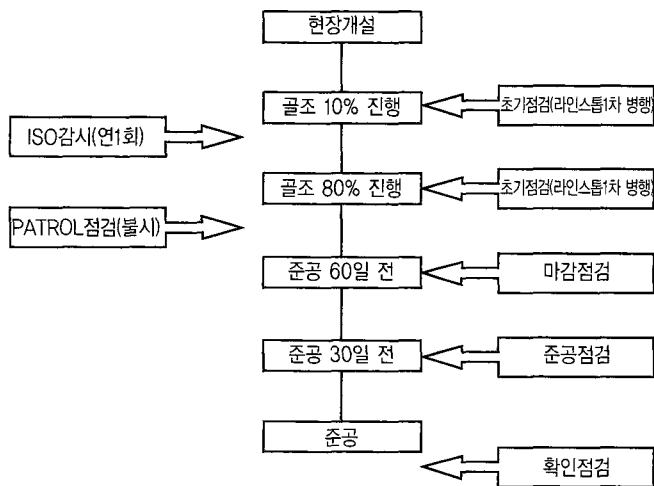 현장개설
골조 10% 진행
초기점검(라인스톱1차 병행)
ISO감시(연1회)
골조 80% 진행
초기점검(라인스톱1차 병행)
PATROL점검(불시)
준공 60일 전
마감점검
준공 30일 전
준공점검
준공
확인점검